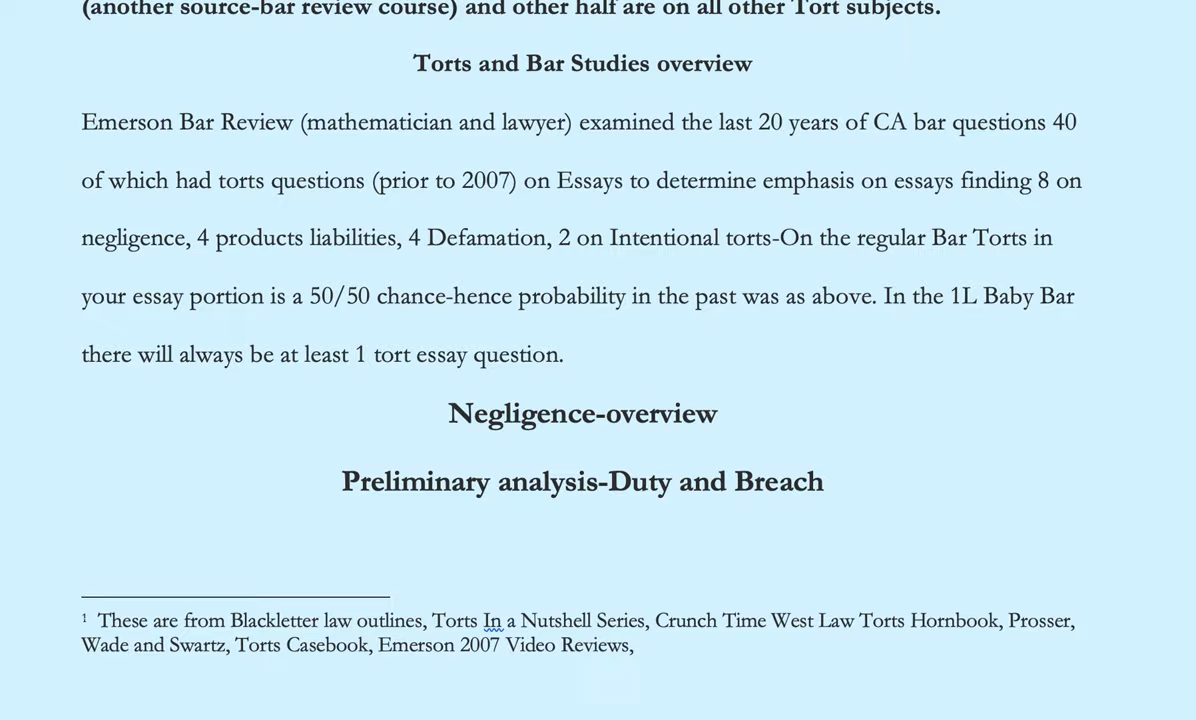 (another source-bar review course) and other half are on all other Tort subjects.
Torts and Bar Studies overview
Emerson Bar Review (mathematician and lawyer) examined the last 20 years of CA bar questions 40
of which had torts questions (prior to 2007) on Essays to determine emphasis on essays finding 8 on
negligence, 4 products liabilities, 4 Defamation, 2 on Intentional torts-On the regular Bar Torts in
your essay portion is a 50/50 chance-hence probability in the past was as above. In the 1L Baby Bar
there will always be at least 1 tort essay question.
Negligence-overview
Preliminary analysis-Duty and Breach
1 These are from Blackletter law outlines, Torts In a Nutshell Series, Crunch Time West Law Torts Hornbook, Prosser,
Wade and Swartz, Torts Casebook, Emerson 2007 Video Reviews,